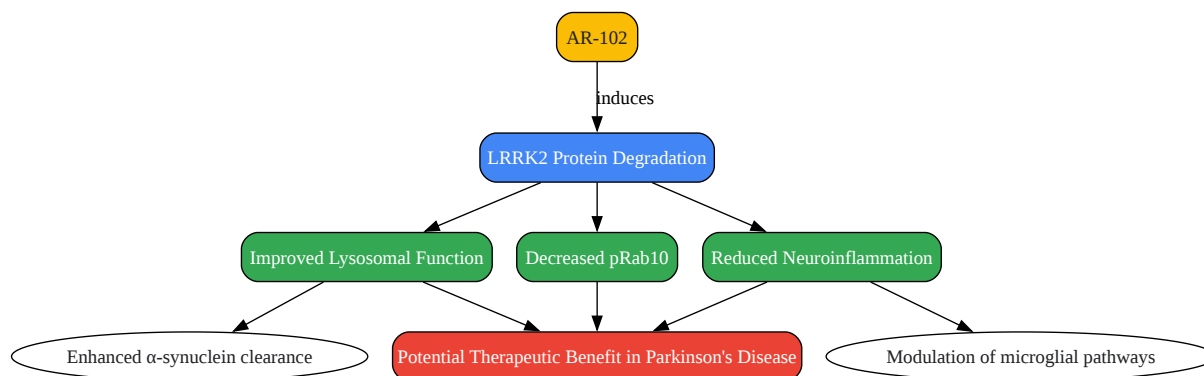 AR-102
induces
LRRK2 Protein Degradation
Improved Lysosomal Function
Decreased pRab10
Reduced Neuroinflammation
Enhanced α-synuclein clearance
Potential Therapeutic Benefit in Parkinson's Disease
Modulation of microglial pathways